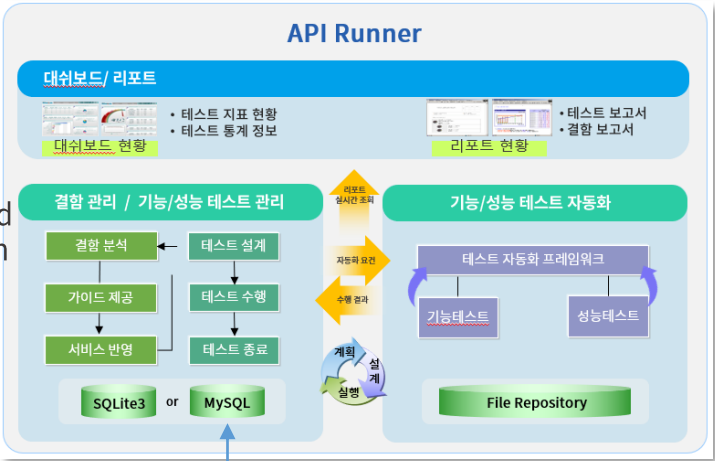 API Runner
대쉬보드/ 리포트
• 테스트 지표 현황
• 테스트 통계 정보
대쉬보드 현황
• 테스트 보고서
• 결함 보고서
리포트 현황
리포트
실시간 조회
결함 관리 / 기능/성능 테스트 관리
기능/성능 테스트 자동화
d
n
결함 분석
테스트 설계
가이드 제공
테스트 수행
서비스 반영
테스트 종료
자동화 요건
수행 결과
테스트 자동화 프레임워크
기능테스트
성능테스트
계획
설계
실행
SQLite3
or
MySQL
File Repository